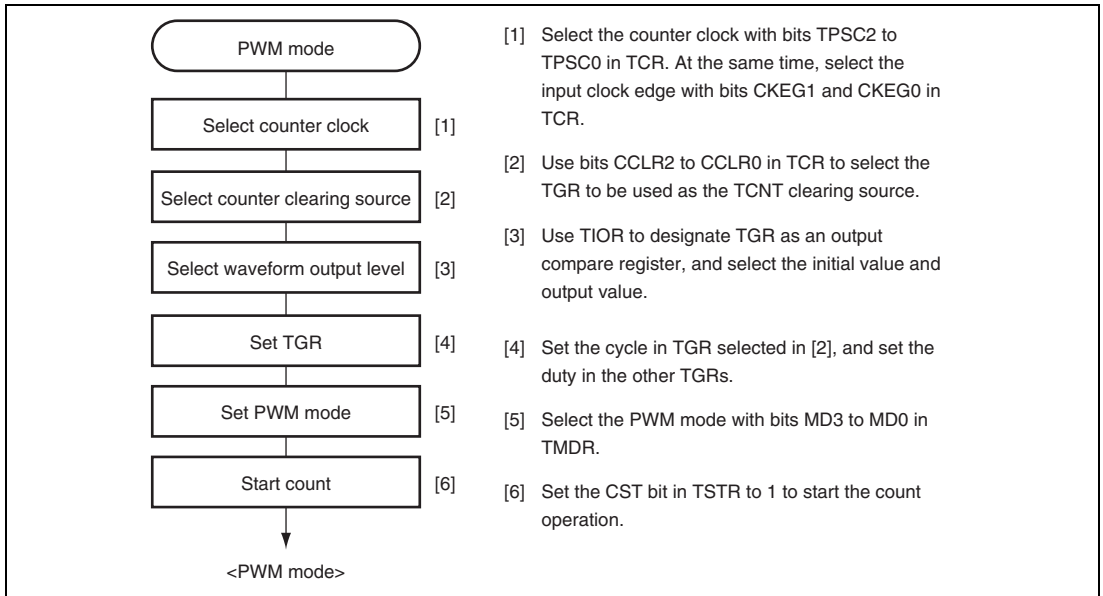 PWM mode
Select counter clock [1]
Select counter clearing source [2]
Select waveform output level [3]
Set TGR [4]
Set PWM mode [5]
Start count [6]
<PWM mode>
[1] Select the counter clock with bits TPSC2 to
TPSC0 in TCR. At the same time, select the
input clock edge with bits CKEG1 and CKEG0 in
TCR.
[2] Use bits CCLR2 to CCLR0 in TCR to select the
TGR to be used as the TCNT clearing source.
[3] Use TIOR to designate TGR as an output
compare register, and select the initial value and
output value.
[4] Set the cycle in TGR selected in [2], and set the
duty in the other TGRs.
[5] Select the PWM mode with bits MD3 to MD0 in
TMDR.
[6] Set the CST bit in TSTR to 1 to start the count
operation.